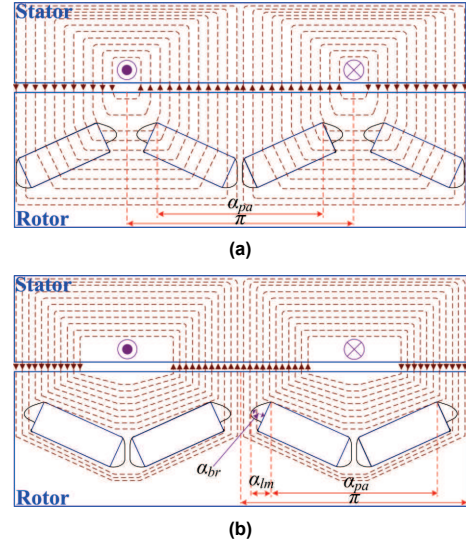 Stator
α_pa
π
Rotor
(a)
Stator
α_br
α_lm
α_pa
π
Rotor
(b)